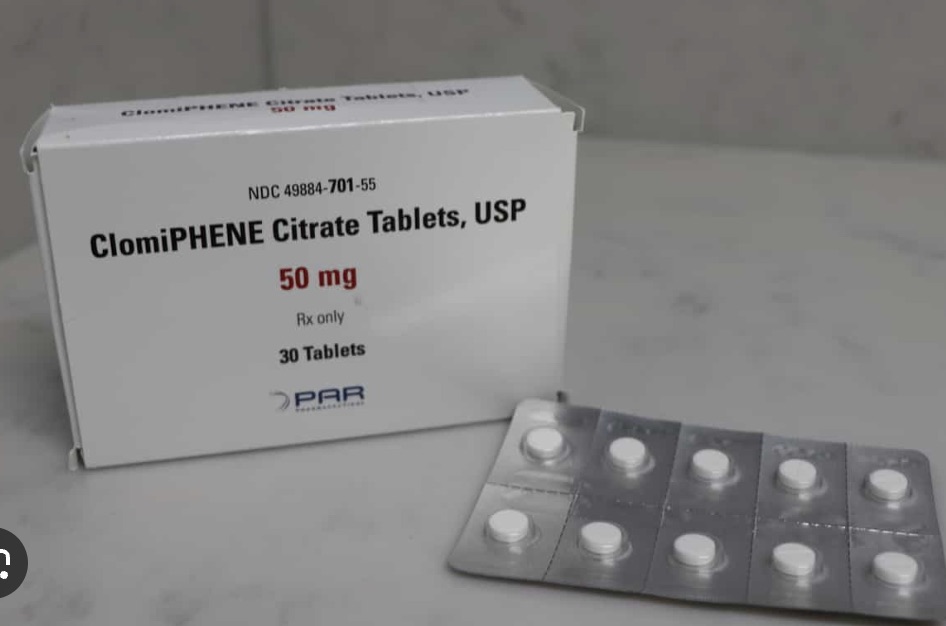 ClomiPHENE Citrate Tablets, USP
50 mg
NDC 49884-701-55
ClomiPHENE Citrate Tablets, USP
50 mg
Rx only
30 Tablets
PAR
PHARMACEUTICAL